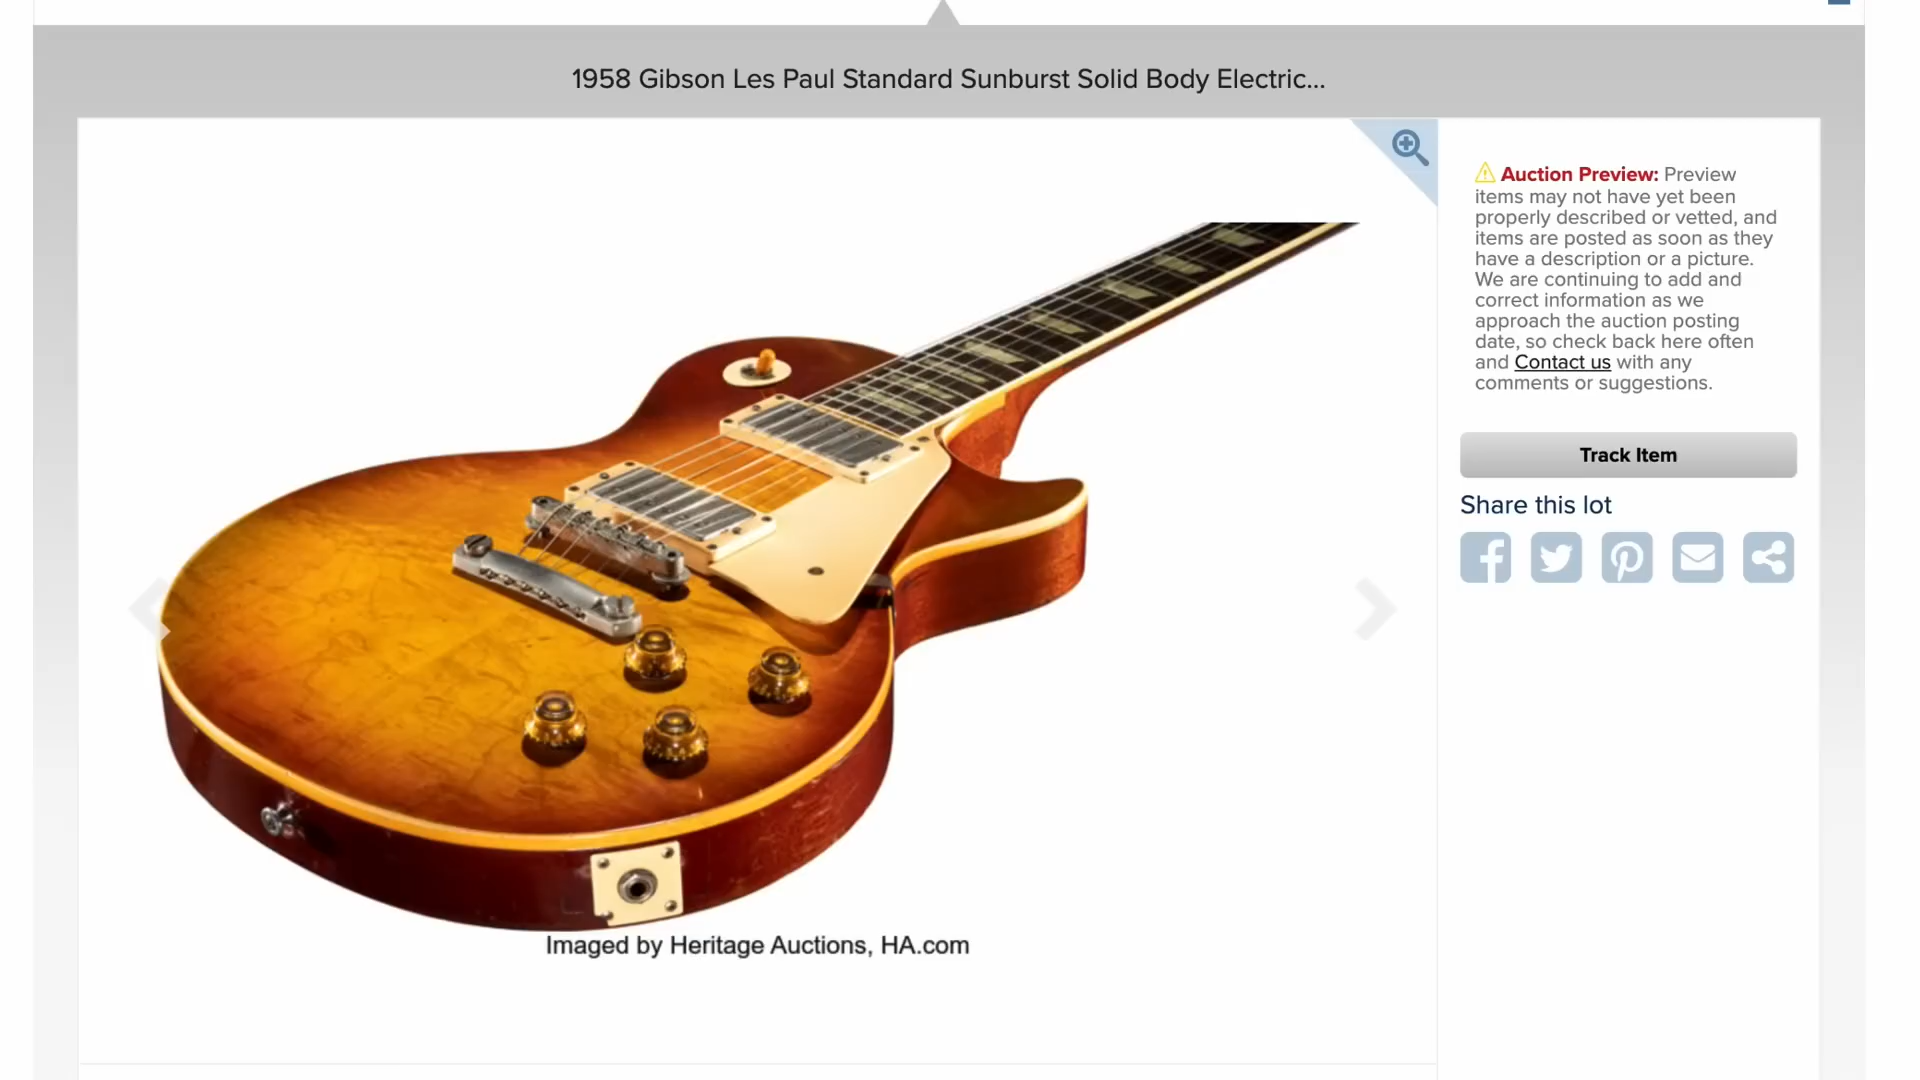 1958 Gibson Les Paul Standard Sunburst Solid Body Electric...
Auction Preview: Preview
items may not have yet been
properly described or vetted, and
items are posted as soon as they
have a description or a picture.
We are continuing to add and
correct information as we
approach the auction posting
date, so check back here often
and Contact us with any
comments or suggestions.
Track Item
Share this lot
Imaged by Heritage Auctions, HA.com